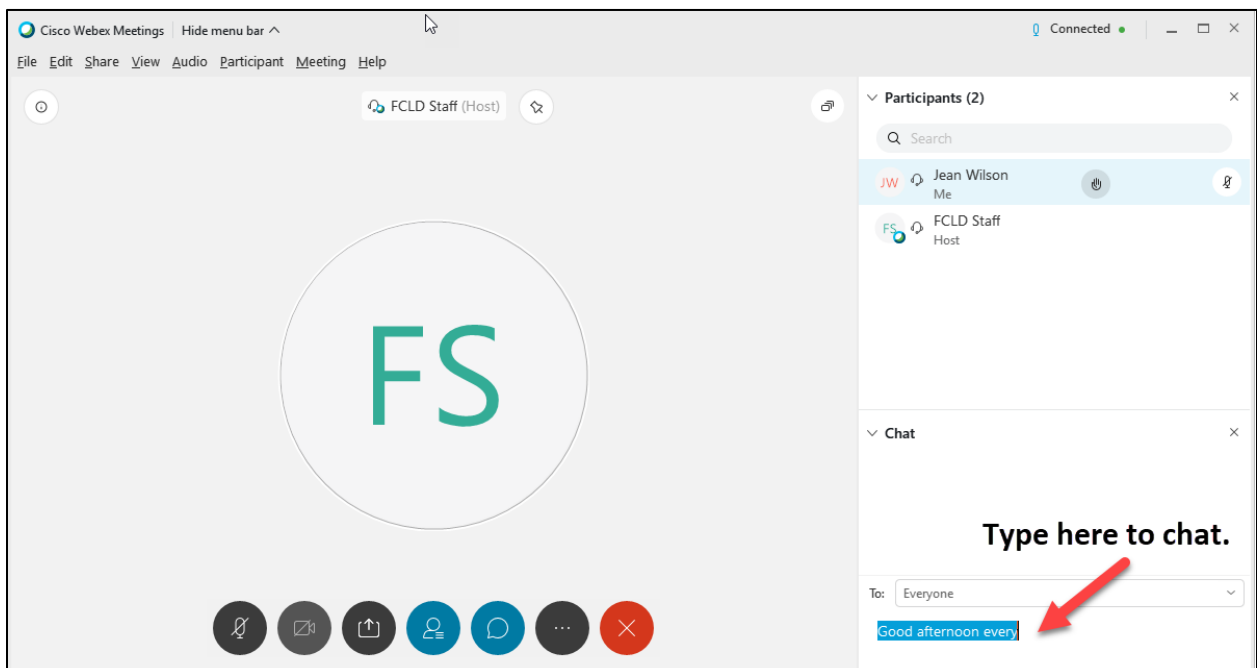 Cisco Webex Meetings Hide menu bar Connected
File Edit Share View Audio Participant Meeting Help
FCLD Staff (Host)
FS
Participants (2)
Search
JW Jean Wilson
Me
FS FCLD Staff
Host
Chat
Type here to chat.
To: Everyone
Good afternoon every